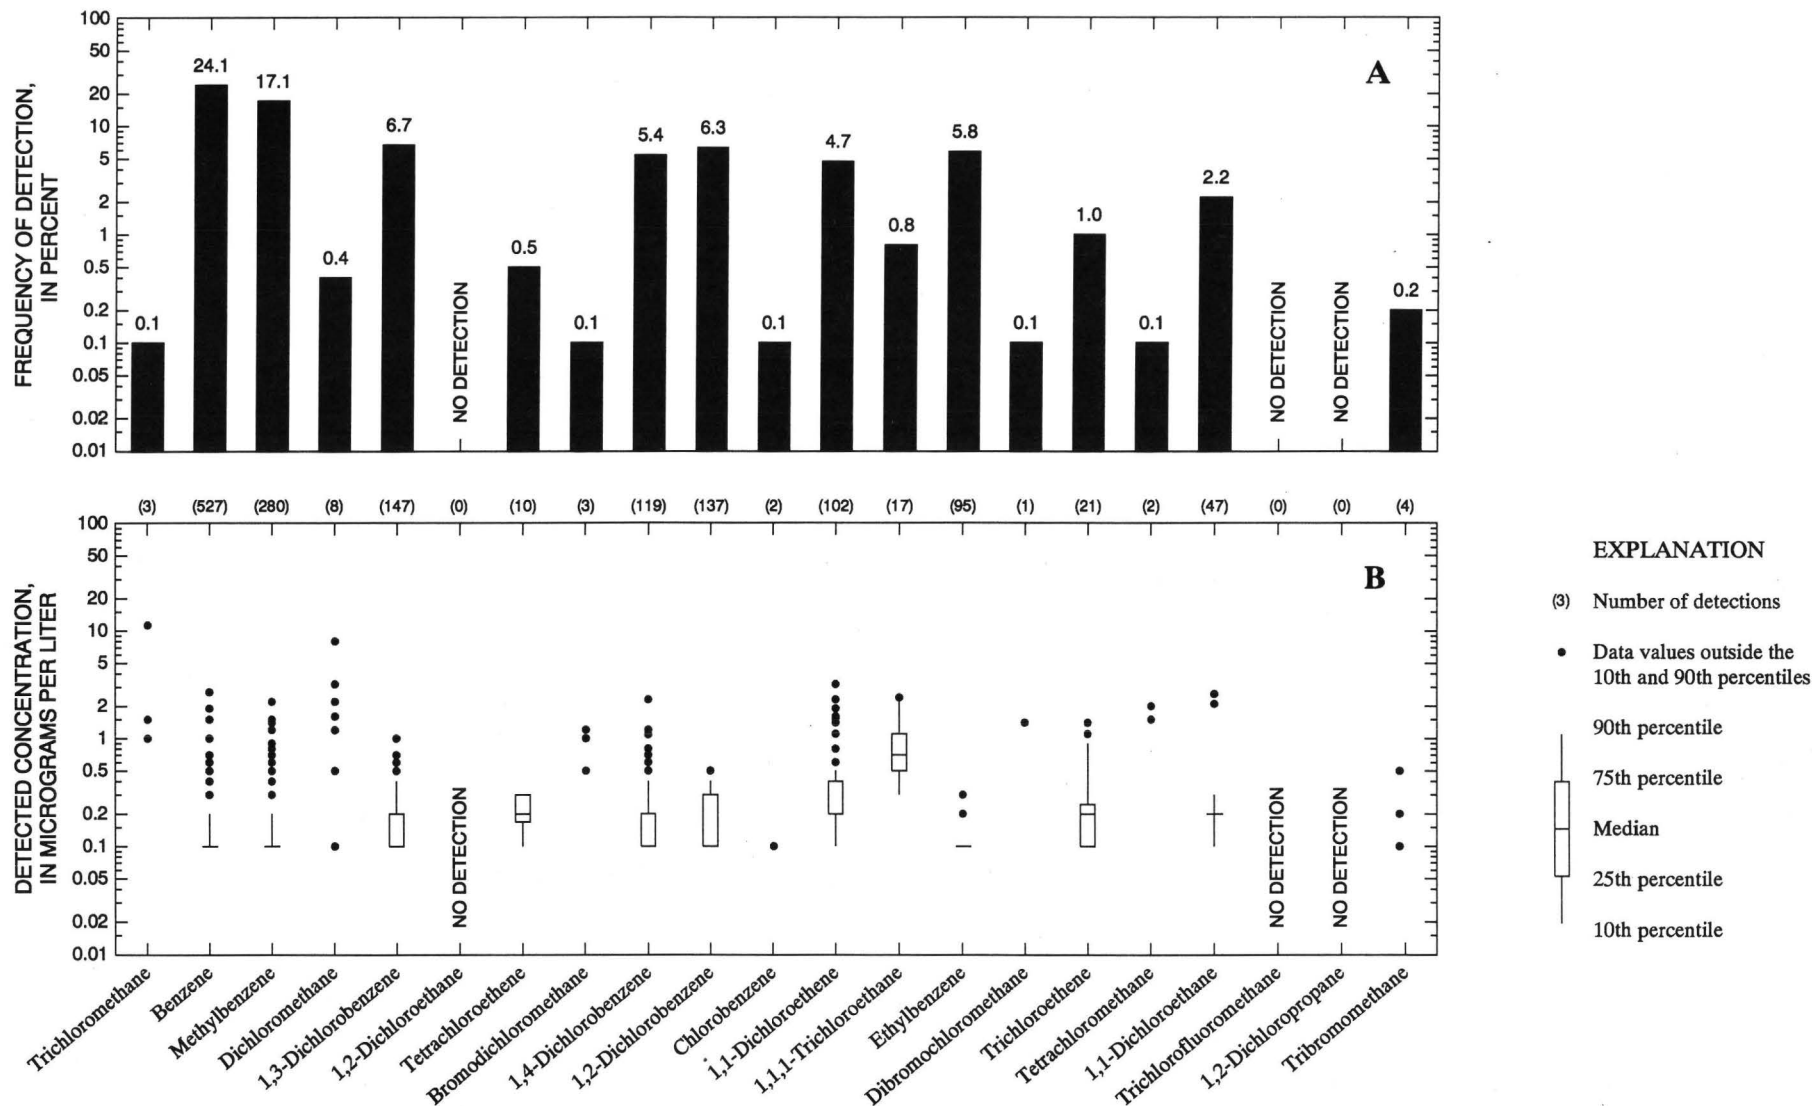 A
FREQUENCY OF DETECTION,
IN PERCENT
100
50
20
10
5
2
1
0.5
0.2
0.1
0.05
0.02
0.01
0.1
24.1
17.1
0.4
6.7
NO DETECTION
0.5
0.1
5.4
6.3
0.1
4.7
0.8
5.8
0.1
1.0
0.1
2.2
NO DETECTION
NO DETECTION
0.2
(3) (527) (280) (8) (147) (0) (10) (3) (119) (137) (2) (102) (17) (95) (1) (21) (2) (47) (0) (0) (4)
B
DETECTED CONCENTRATION,
IN MICROGRAMS PER LITER
100
50
20
10
5
2
1
0.5
0.2
0.1
0.05
0.02
0.01
NO DETECTION
NO DETECTION
NO DETECTION
Trichloromethane
Benzene
Methylbenzene
Dichloromethane
1,3-Dichlorobenzene
1,2-Dichloroethane
Tetrachloroethene
Bromodichloromethane
1,4-Dichlorobenzene
1,2-Dichlorobenzene
Chlorobenzene
1,1-Dichloroethene
1,1,1-Trichloroethane
Ethylbenzene
Dibromochloromethane
Trichloroethene
Tetrachloromethane
1,1-Dichloroethane
Trichlorofluoromethane
1,2-Dichloropropane
Tribromomethane
EXPLANATION
(3) Number of detections
Data values outside the
10th and 90th percentiles
90th percentile
75th percentile
Median
25th percentile
10th percentile